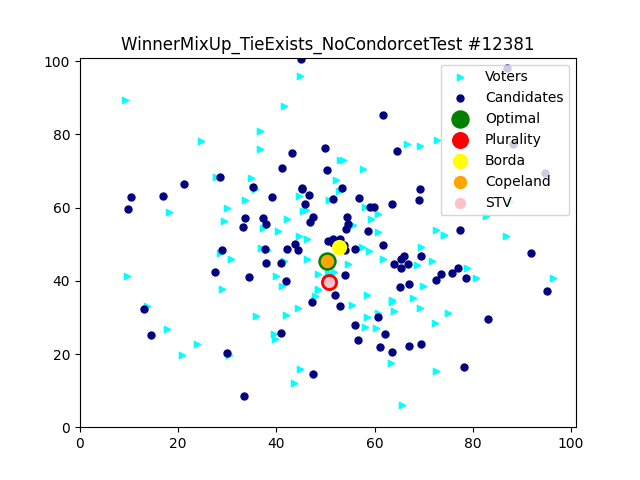 WinnerMixUp_TieExists_NoCondorcetTest #12381
100
80
60
40
20
0
0
20
40
60
80
100
Voters
Candidates
Optimal
Plurality
Borda
Copeland
STV